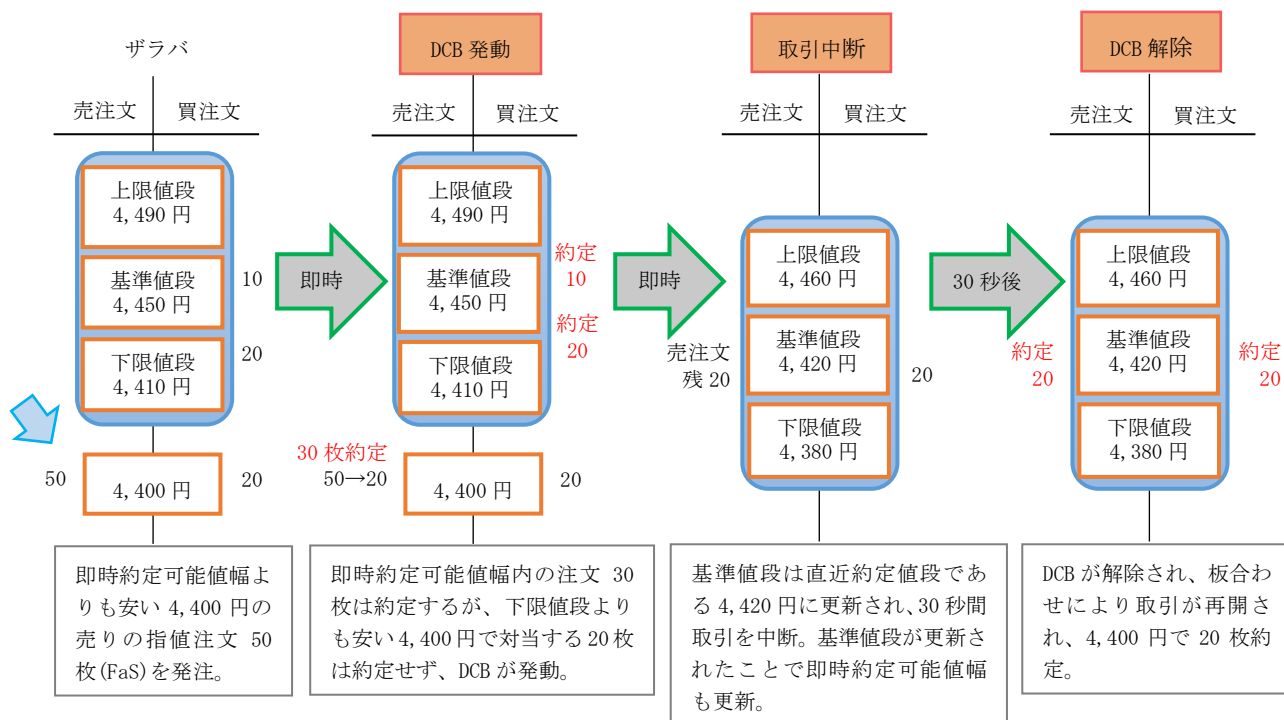 ザラバ
売注文
買注文
上限値段
4,490 円
基準値段
4,450 円
下限値段
4,410 円
10
20
50
4,400 円
20
即時約定可能値幅よ
りも安い 4,400 円の
売りの指値注文 50
枚(FaS)を発注。
即時
DCB 発動
売注文
買注文
上限値段
4,490 円
基準値段
4,450 円
下限値段
4,410 円
約定
10
約定
20
30 枚約定
50→20
4,400 円
20
即時約定可能値幅内の注文 30
枚は約定するが、下限値段より
も安い 4,400 円で対当する 20 枚
は約定せず、DCB が発動。
即時
取引中断
売注文
買注文
上限値段
4,460 円
基準値段
4,420 円
下限値段
4,380 円
売注文
残 20
20
基準値段は直近約定値段であ
る 4,420 円に更新され、30 秒間
取引を中断。基準値段が更新さ
れたことで即時約定可能値幅
も更新。
30 秒後
DCB 解除
売注文
買注文
上限値段
4,460 円
基準値段
4,420 円
下限値段
4,380 円
約定
20
約定
20
DCB が解除され、板合わ
せにより取引が再開さ
れ、4,400 円で 20 枚約
定。